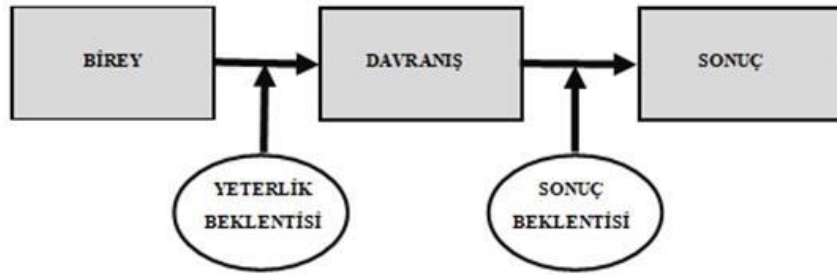 BİREY
DAVRANIŞ
SONUÇ
YETERLİK
BEKLENTİSİ
SONUÇ
BEKLENTİSİ